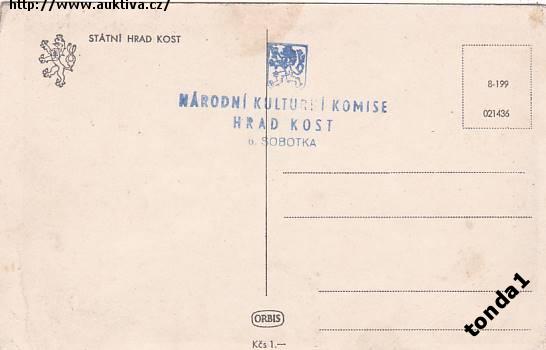 http://www.auktiva.cz/
STÁTNÍ HRAD KOST
NÁRODNÍ KULTURNÍ KOMISE
HRAD KOST
u. SOBOTKA
8-199
021436
ORBIS
Kčs 1.—
tonda1